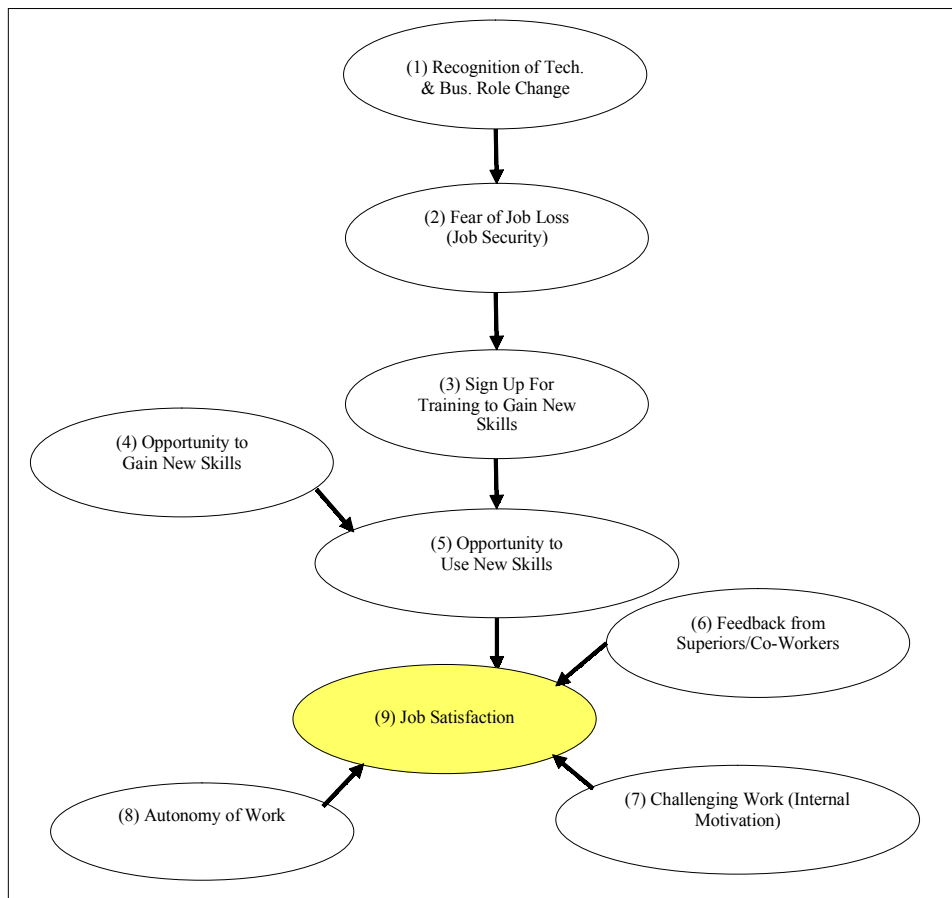 (1) Recognition of Tech.
& Bus. Role Change
(2) Fear of Job Loss
(Job Security)
(3) Sign Up For
Training to Gain New
Skills
(4) Opportunity to
Gain New Skills
(5) Opportunity to
Use New Skills
(6) Feedback from
Superiors/Co-Workers
(9) Job Satisfaction
(7) Challenging Work (Internal
Motivation)
(8) Autonomy of Work